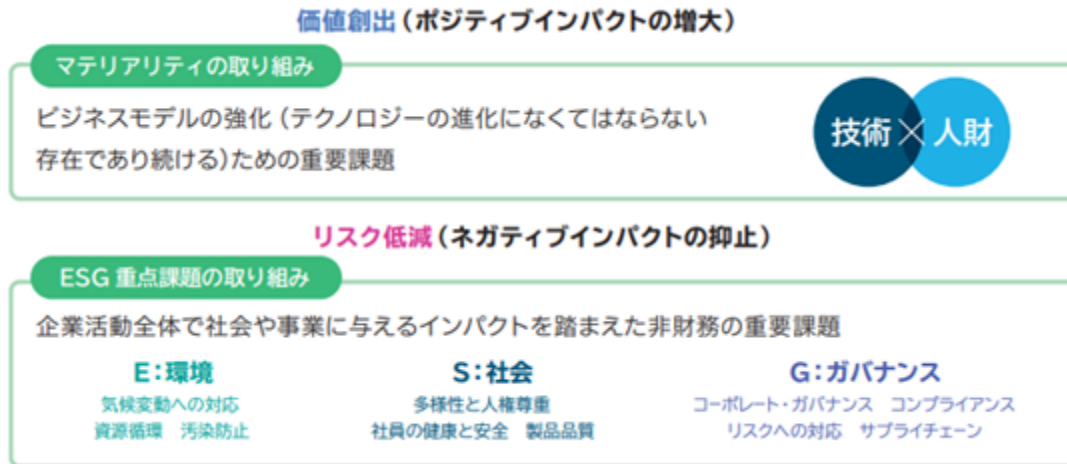 価値創出（ポジティブインパクトの増大）
マテリアリティの取り組み
ビジネスモデルの強化（テクノロジーの進化になくてはならない
存在であり続ける）ための重要課題
技術×人財
リスク低減（ネガティブインパクトの抑止）
ESG 重点課題の取り組み
企業活動全体で社会や事業に与えるインパクトを踏まえた非財務の重要課題
E：環境
気候変動への対応
資源循環　汚染防止
S：社会
多様性と人権尊重
社員の健康と安全　製品品質
G：ガバナンス
コーポレート・ガバナンス　コンプライアンス
リスクへの対応　サプライチェーン